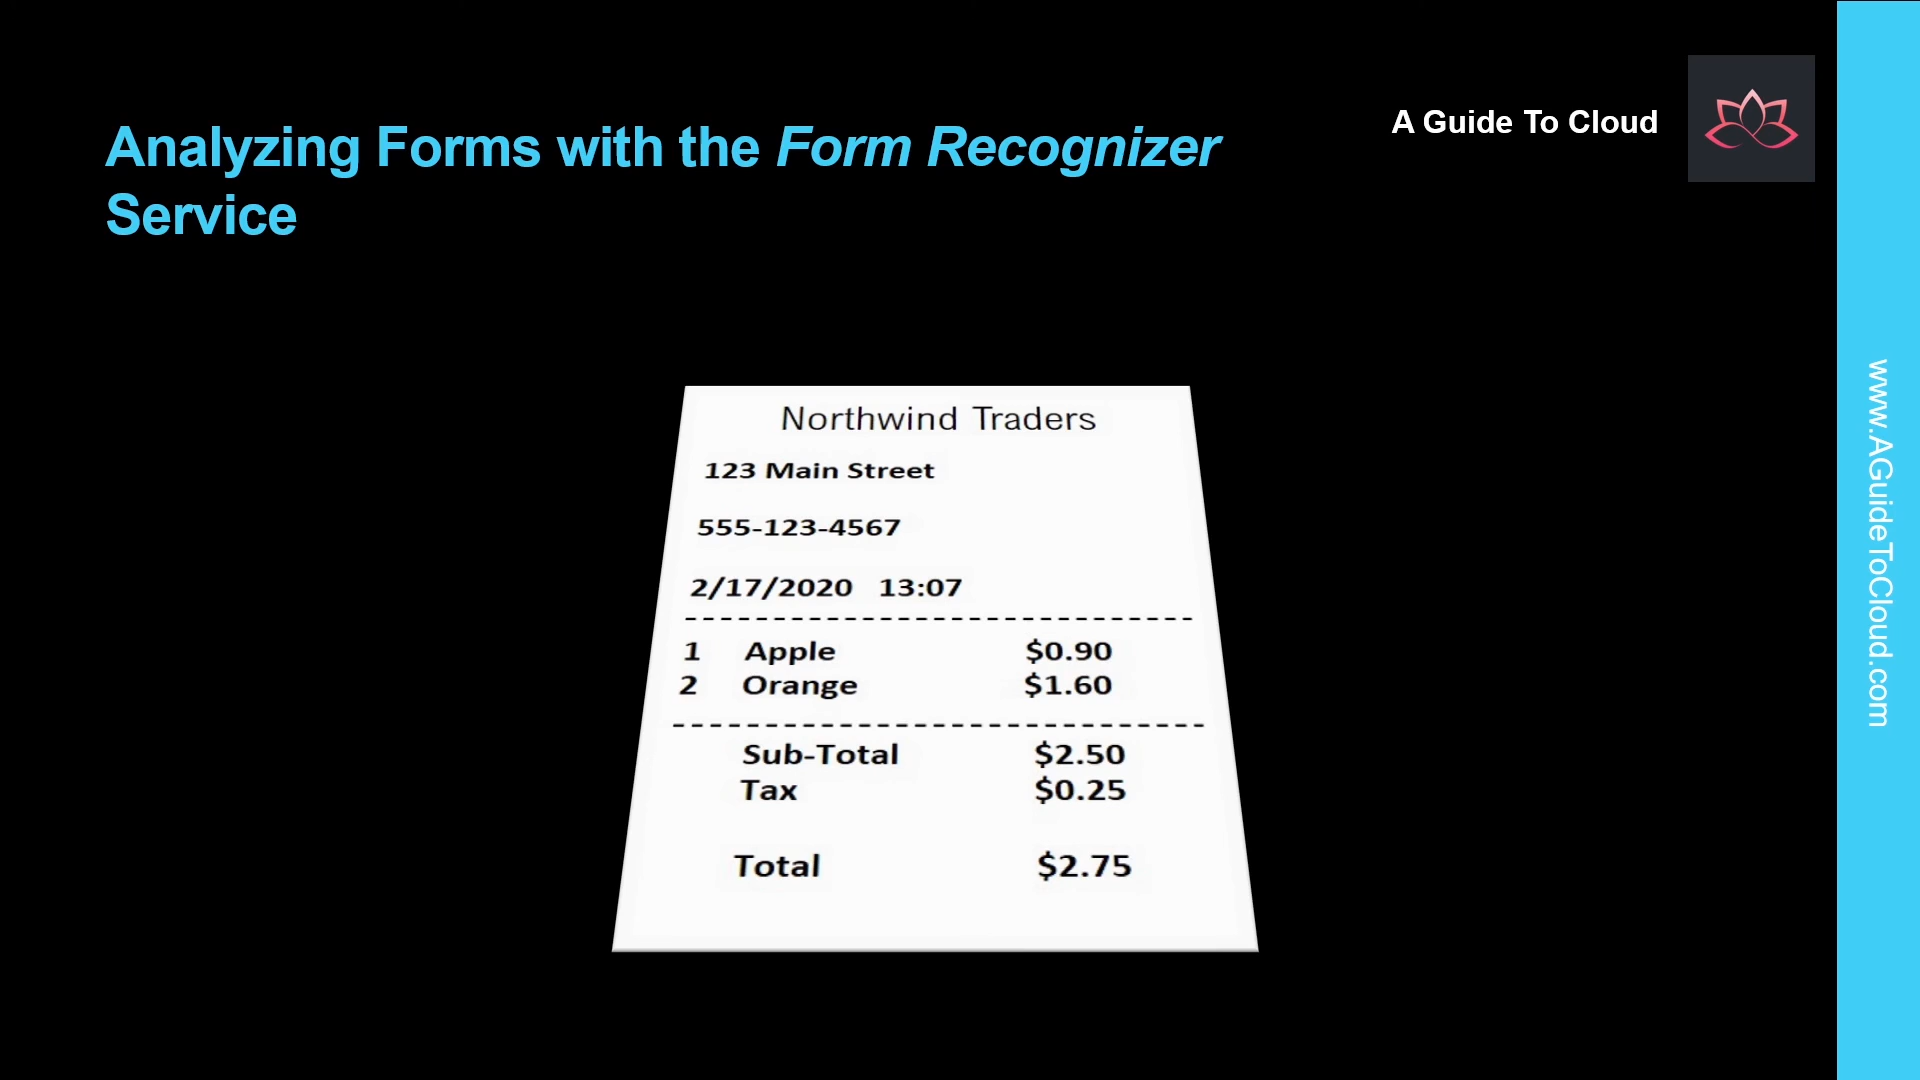 Analyzing Forms with the Form Recognizer
Service
A Guide To Cloud
Northwind Traders
123 Main Street
555-123-4567
2/17/2020 13:07
1 Apple $0.90
2 Orange $1.60
Sub-Total $2.50
Tax $0.25
Total $2.75
www.AGuideToCloud.com